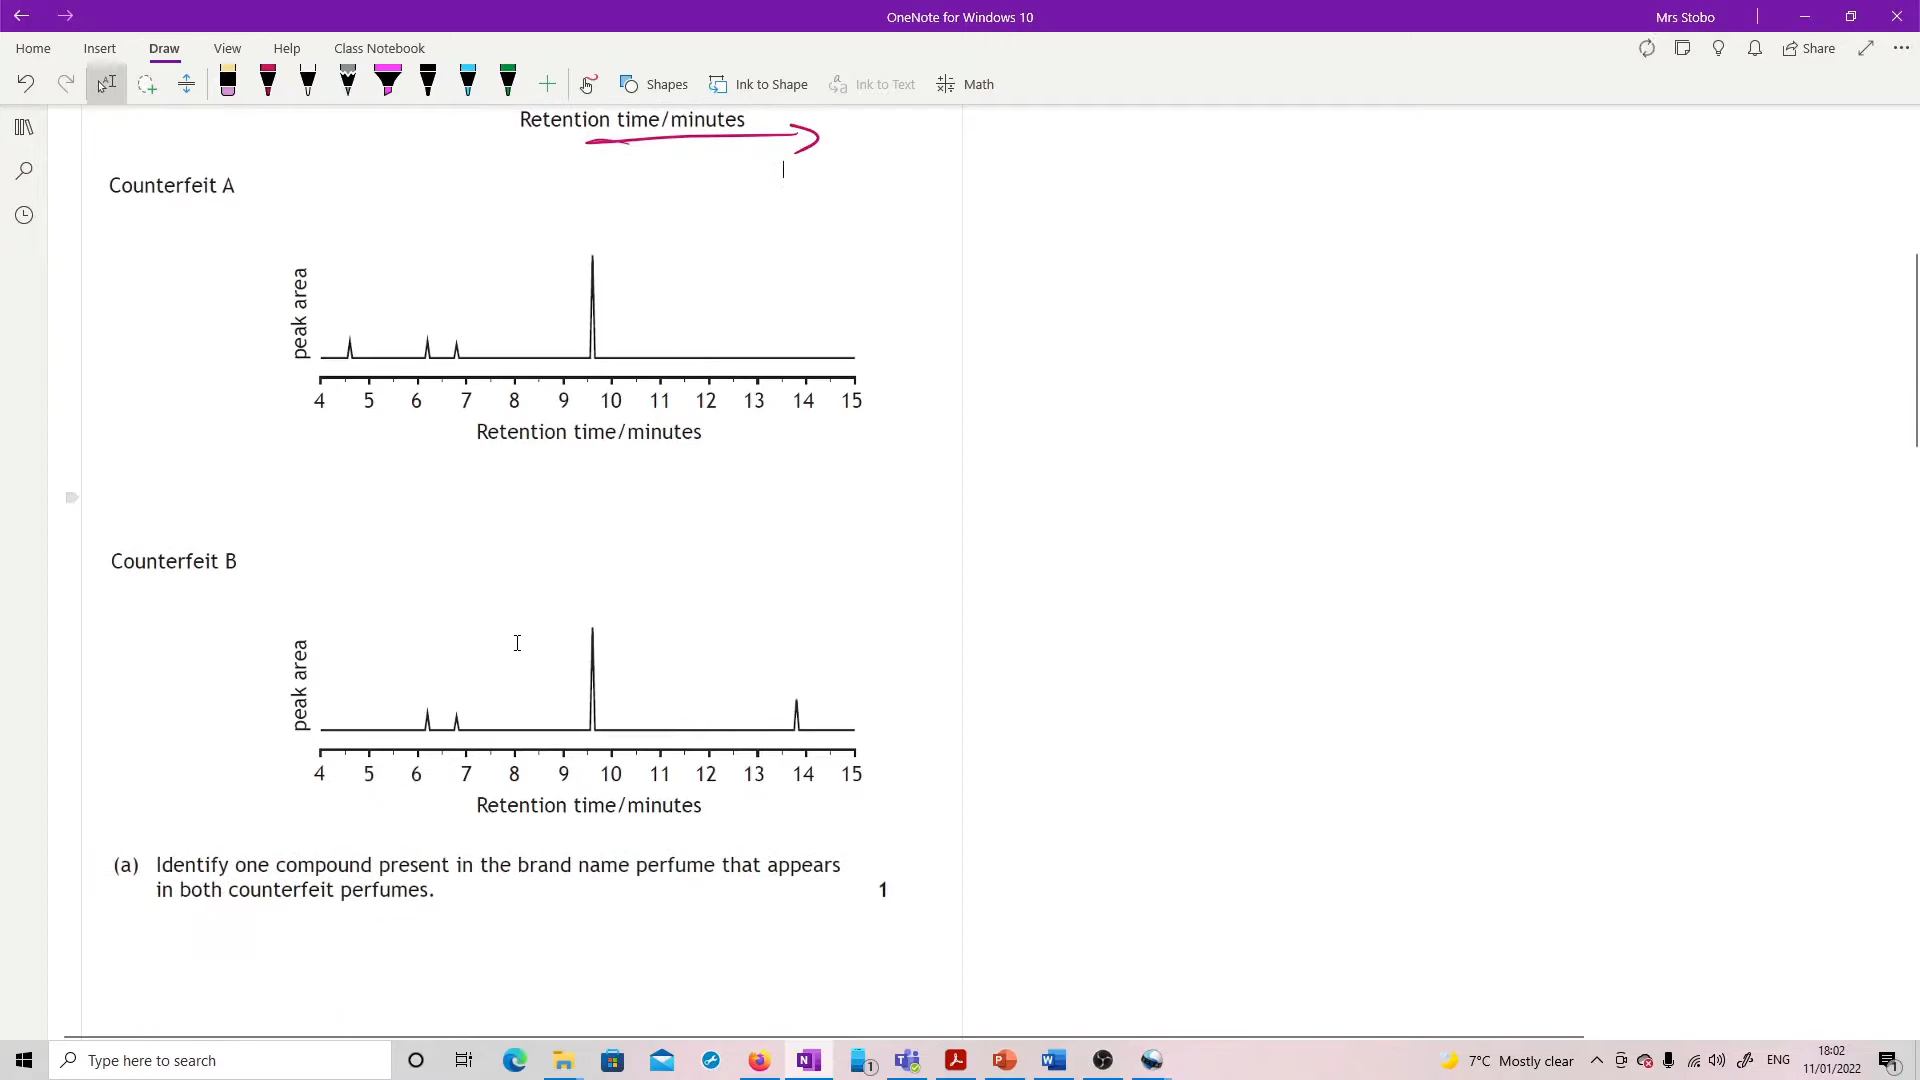 OneNote for Windows 10
Mrs Stobo
Home Insert Draw View Help Class Notebook
Share
Shapes Ink to Shape Ink to Text Math
Retention time/minutes
Counterfeit A
peak area
4 5 6 7 8 9 10 11 12 13 14 15
Retention time/minutes
Counterfeit B
peak area
4 5 6 7 8 9 10 11 12 13 14 15
Retention time/minutes
(a) Identify one compound present in the brand name perfume that appears
in both counterfeit perfumes. 1
Type here to search
7°C Mostly clear
ENG
18:02
11/01/2022